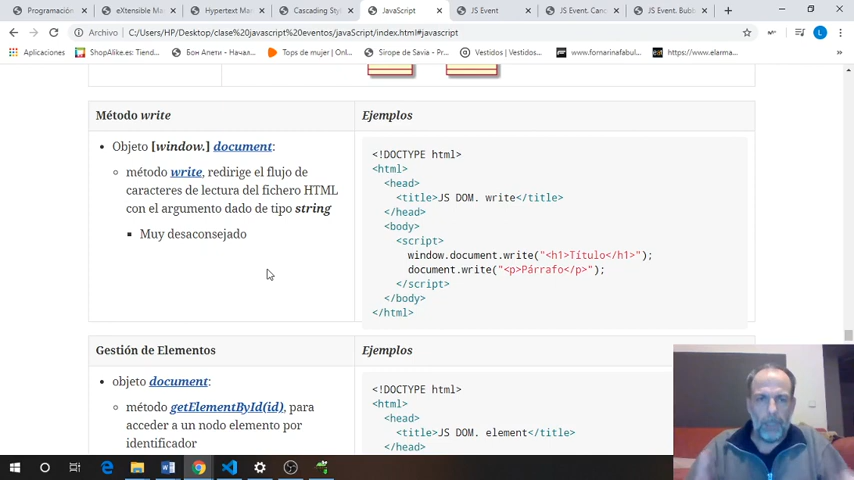 Programación
eXtensible Mar
Hypertext Mar
Cascading Styl
JavaScript
JS Event
JS Event. Canc
JS Event. Bubb
Archivo
C:/Users/HP/Desktop/clase%20javascript%20eventos/javaScript/index.html#javascript
Aplicaciones
ShopAlike.es: Tiend...
Бон Апети - Начал...
Tops de mujer | Onl...
Sirope de Savia - Pr...
Vestidos | Vestidos...
www.fornarinafabul...
https://www.elarma...
Método write
Ejemplos
• Objeto [window.] document:
método write, redirige el flujo de
caracteres de lectura del fichero HTML
con el argumento dado de tipo string
Muy desaconsejado
<!DOCTYPE html>
<html>
<head>
<title>JS DOM. write</title>
</head>
<body>
<script>
window.document.write("<h1>Título</h1>");
document.write("<p>Párrafo</p>");
</script>
</body>
</html>
Gestión de Elementos
Ejemplos
• objeto document:
método getElementById(id), para
acceder a un nodo elemento por
identificador
<!DOCTYPE html>
<html>
<head>
<title>JS DOM. element</title>
</head>